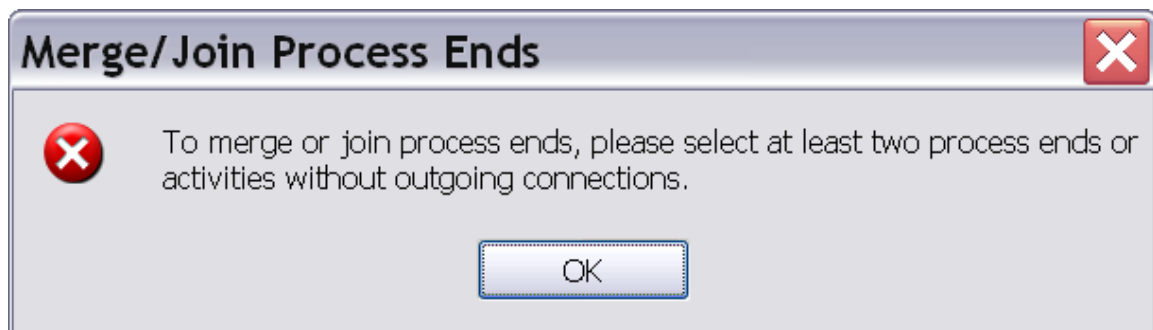 Merge/Join Process Ends
To merge or join process ends, please select at least two process ends or
activities without outgoing connections.
OK